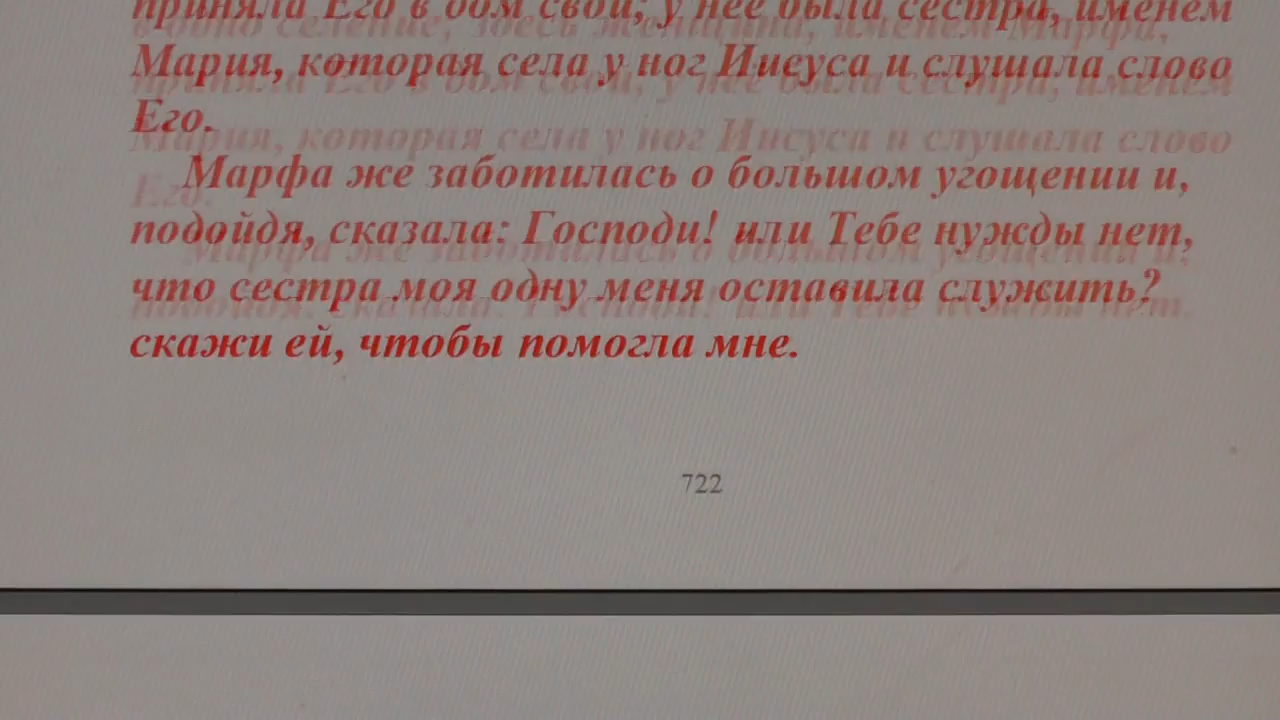 приняла Его в дом свой; у неё была сестра, именем
Мария, которая села у ног Иисуса и слушала слово
Его.
Марфа же заботилась о большом угощении и,
подойдя, сказала: Господи! или Тебе нужды нет,
что сестра моя одну меня оставила служить?
скажи ей, чтобы помогла мне.
722